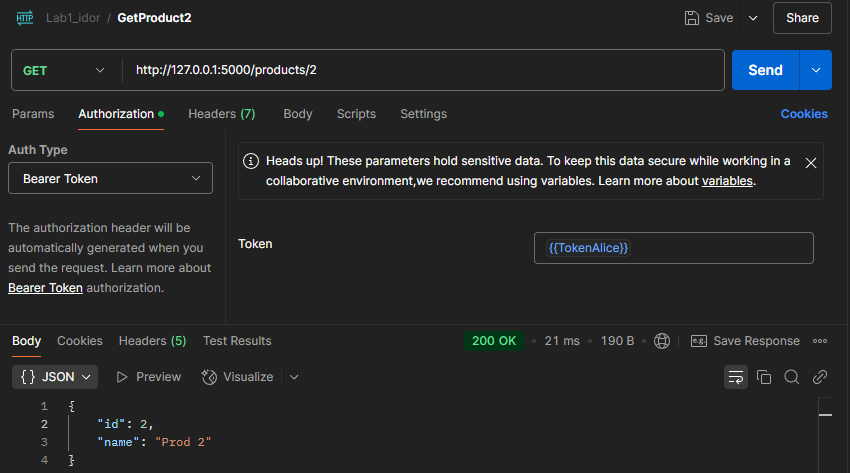 HTTP Lab1_idor / GetProduct2 Save Share
GET http://127.0.0.1:5000/products/2 Send
Params Authorization Headers (7) Body Scripts Settings Cookies
Auth Type
Bearer Token
The authorization header will be
automatically generated when you
send the request. Learn more about
Bearer Token authorization.
Heads up! These parameters hold sensitive data. To keep this data secure while working in a
collaborative environment,we recommend using variables. Learn more about variables.
Token {{TokenAlice}}
Body Cookies Headers (5) Test Results 200 OK • 21 ms • 190 B e.g. Save Response
{ } JSON Preview Visualize
1 {
2 "id": 2,
3 "name": "Prod 2"
4 }